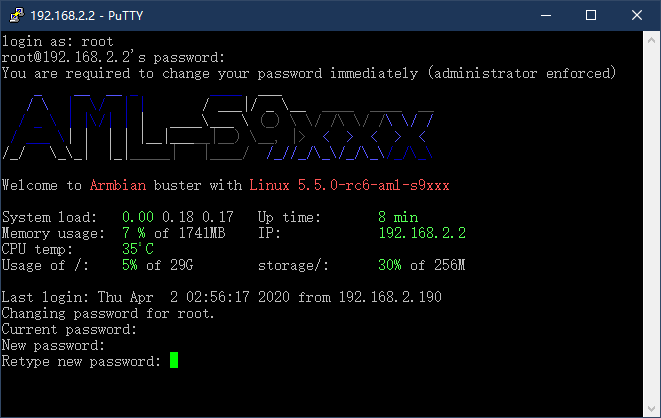 192.168.2.2 - PuTTY
login as: root
root@192.168.2.2's password:
You are required to change your password immediately (administrator enforced)
AML-S9xxx
Welcome to Armbian buster with Linux 5.5.0-rc6-aml-s9xxx
System load: 0.00 0.18 0.17 Up time: 8 min
Memory usage: 7 % of 1741MB IP: 192.168.2.2
CPU temp: 35°C
Usage of /: 5% of 29G storage/: 30% of 256M
Last login: Thu Apr 2 02:56:17 2020 from 192.168.2.190
Changing password for root.
Current password:
New password:
Retype new password: